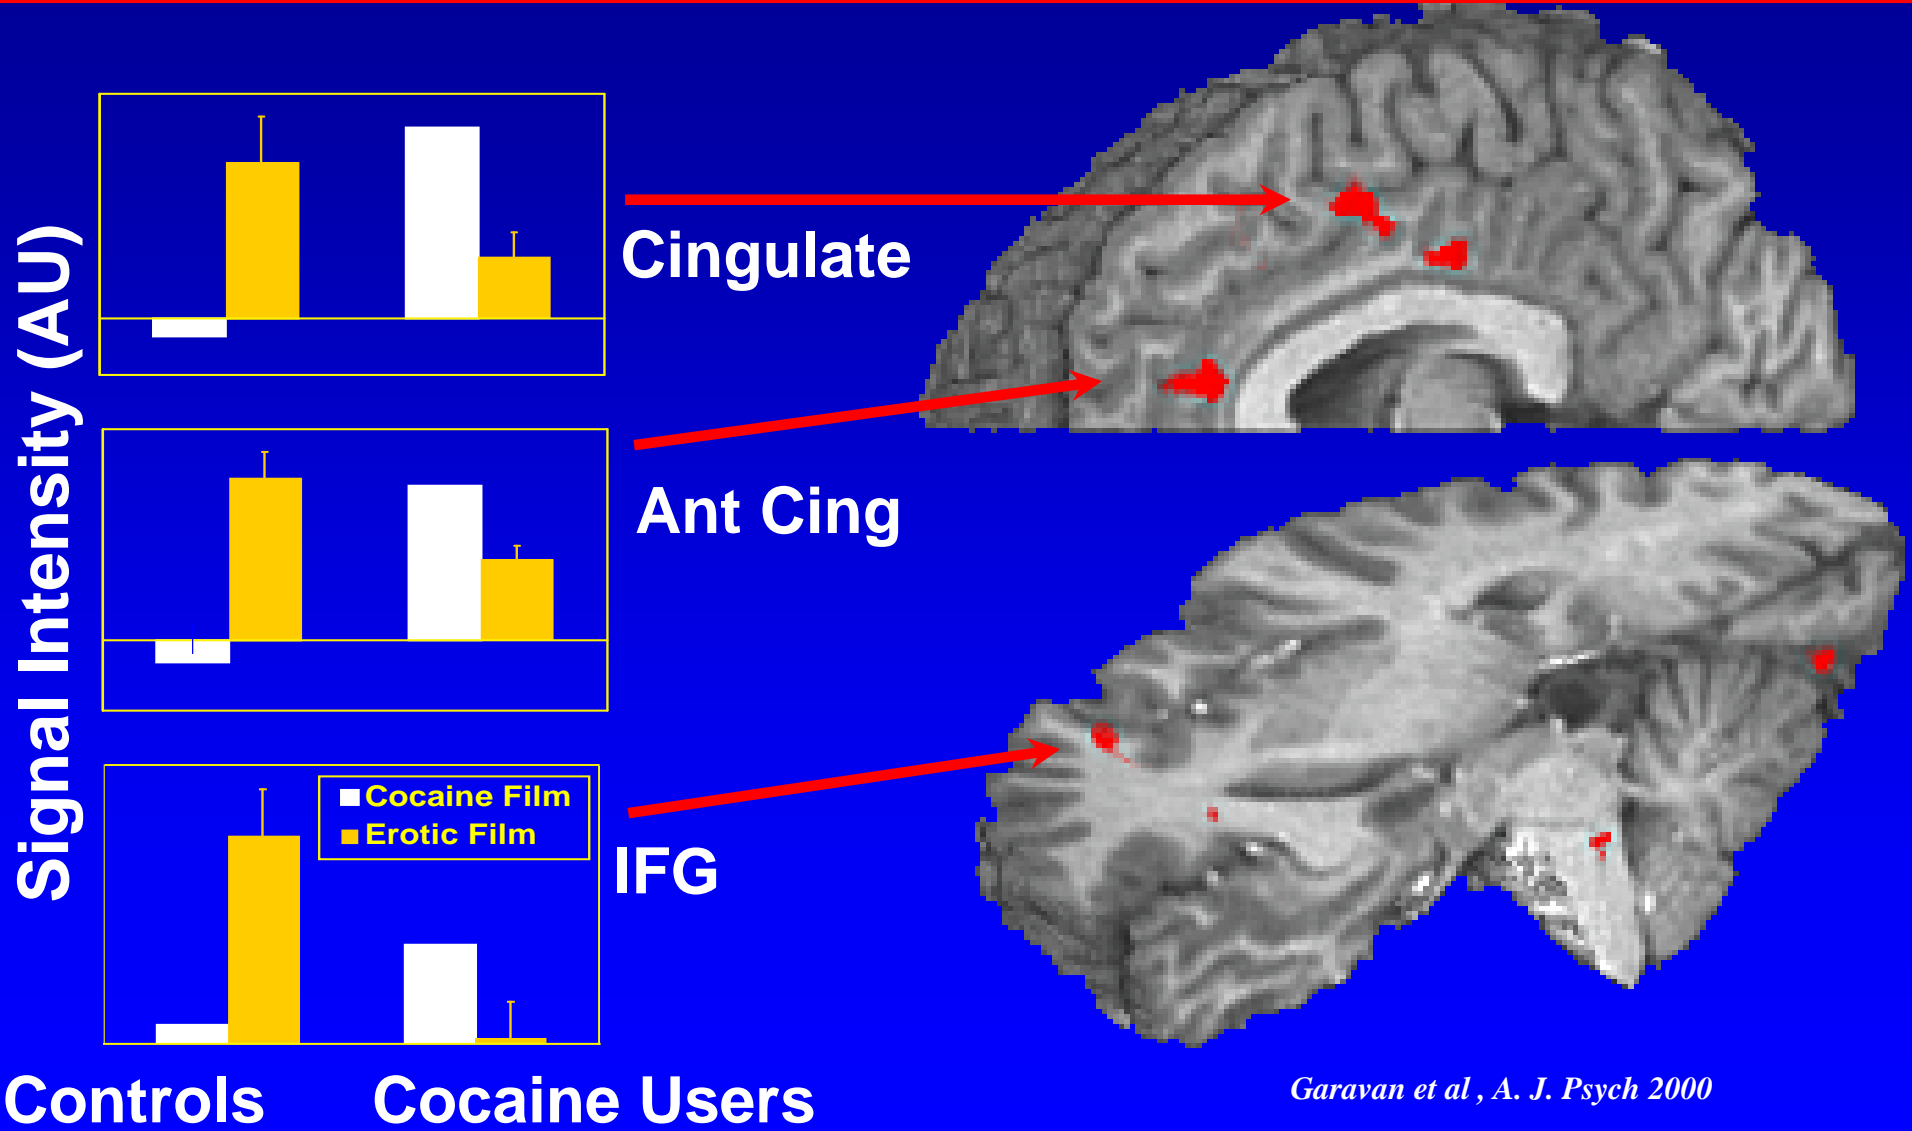 Signal Intensity (AU)
Cingulate
Ant Cing
Cocaine Film
Erotic Film
IFG
Controls
Cocaine Users
Garavan et al , A. J. Psych 2000